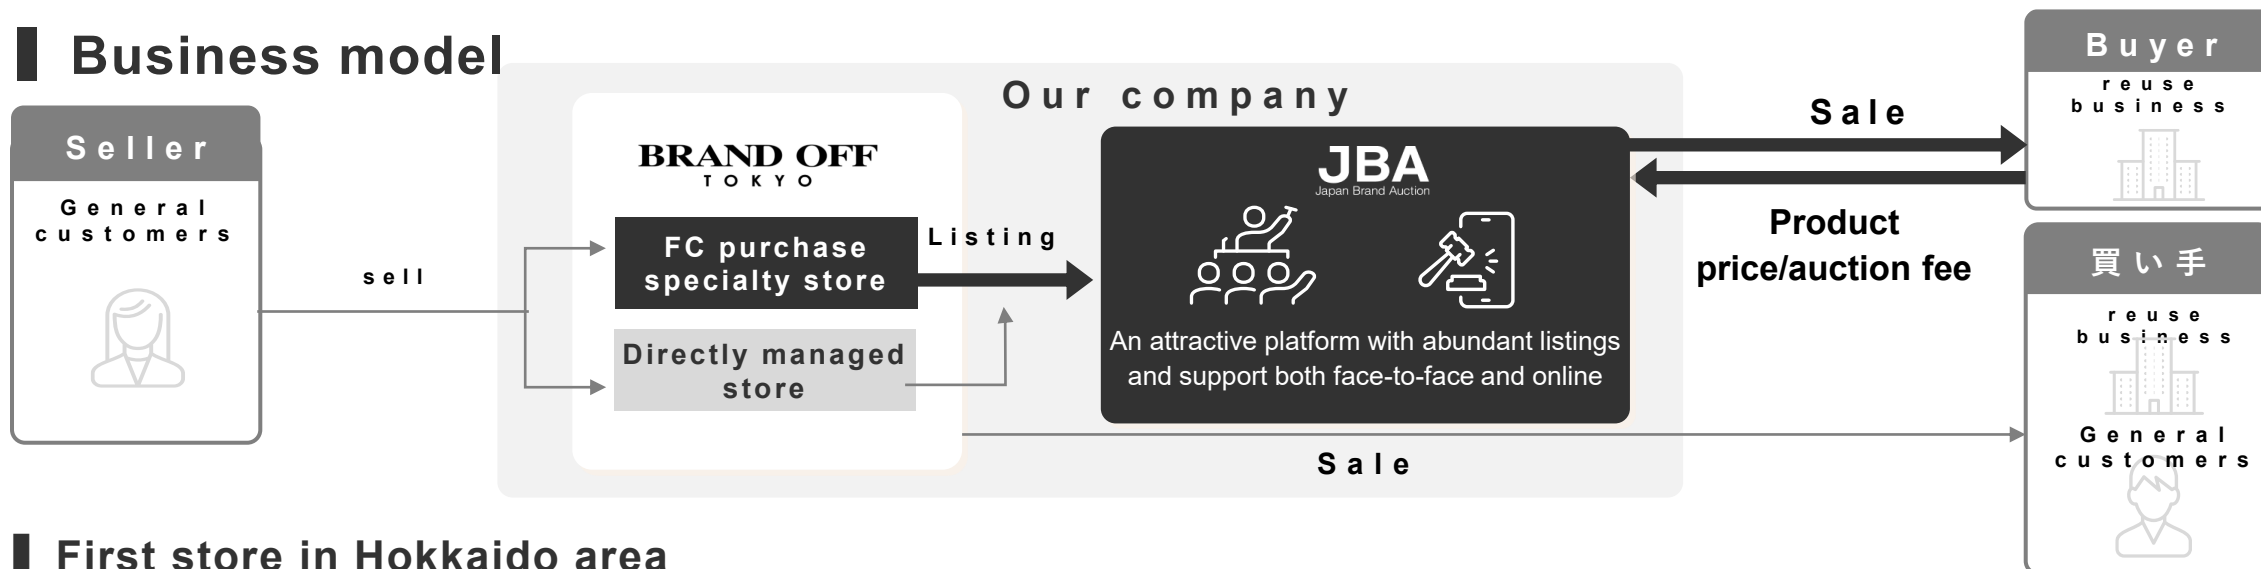 Business model
Seller
General
customers
sell
Our company
BRAND OFF
TOKYO
FC purchase
specialty store
Directly managed
store
Listing
JBA
Japan Brand Auction
An attractive platform with abundant listings
and support both face-to-face and online
Sale
Product
price/auction fee
Sale
Buyer
reuse
business
買い手
reuse
business
General
customers
First store in Hokkaido area